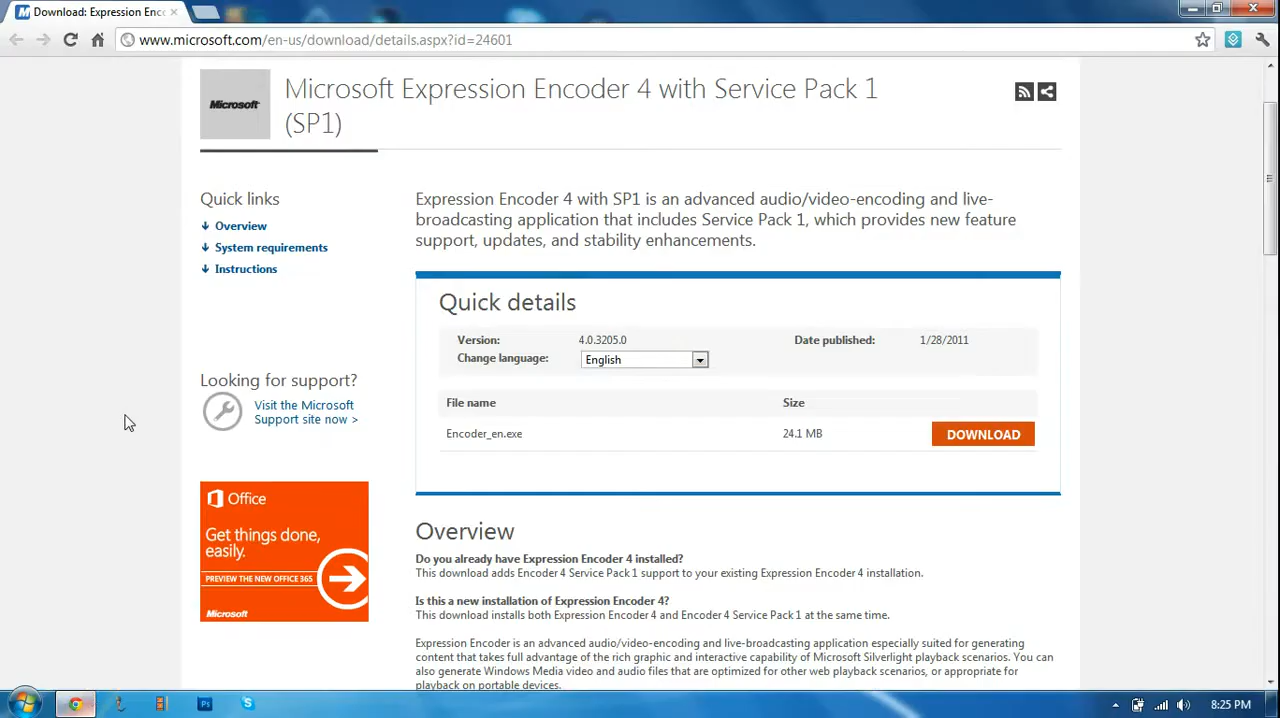 Download: Expression Enc
www.microsoft.com/en-us/download/details.aspx?id=24601
Microsoft
Microsoft Expression Encoder 4 with Service Pack 1
(SP1)
Quick links
Overview
System requirements
Instructions
Expression Encoder 4 with SP1 is an advanced audio/video-encoding and live-
broadcasting application that includes Service Pack 1, which provides new feature
support, updates, and stability enhancements.
Quick details
Version: 4.0.3205.0 Date published: 1/28/2011
Change language: English
File name Size
Encoder_en.exe 24.1 MB DOWNLOAD
Looking for support?
Visit the Microsoft
Support site now >
Office
Get things done,
easily.
PREVIEW THE NEW OFFICE 365
Microsoft
Overview
Do you already have Expression Encoder 4 installed?
This download adds Encoder 4 Service Pack 1 support to your existing Expression Encoder 4 installation.
Is this a new installation of Expression Encoder 4?
This download installs both Expression Encoder 4 and Encoder 4 Service Pack 1 at the same time.
Expression Encoder is an advanced audio/video-encoding and live-broadcasting application especially suited for generating
content that takes full advantage of the rich graphic and interactive capability of Microsoft Silverlight playback scenarios. You can
also generate Windows Media video and audio files that are optimized for other web playback scenarios, or appropriate for
playback on portable devices.
Ps
8:25 PM